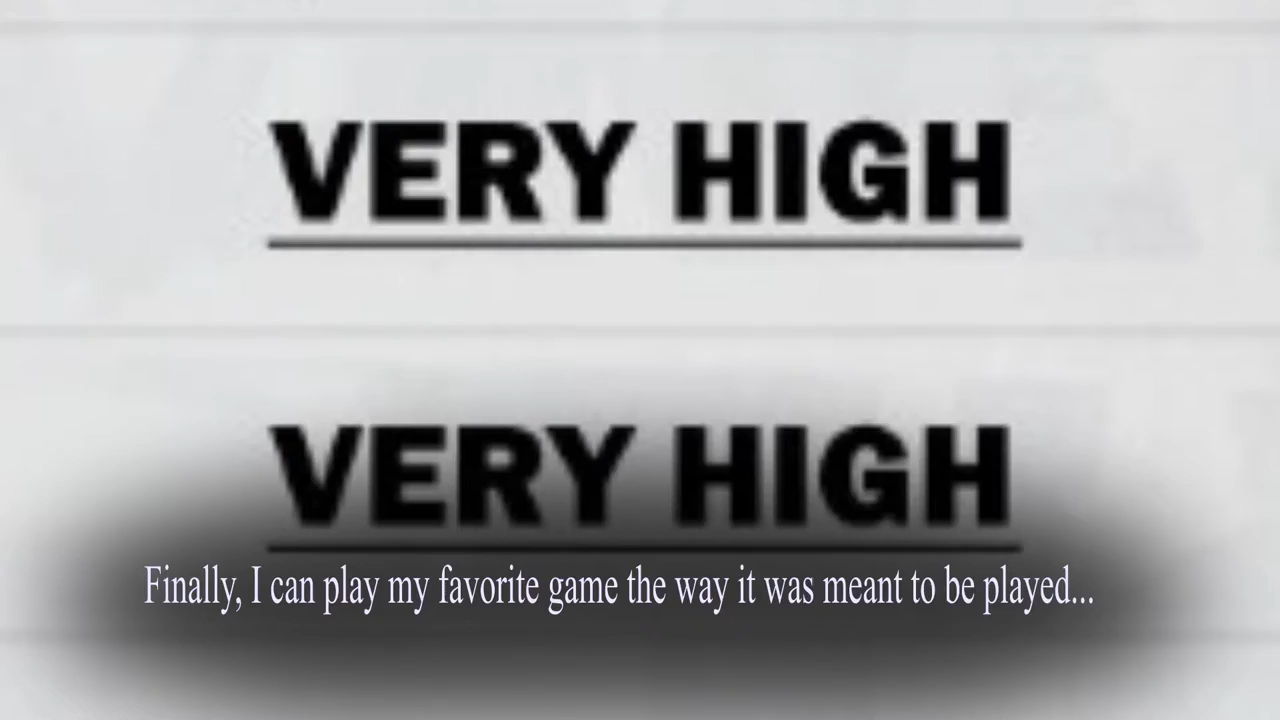 VERY HIGH
VERY HIGH
Finally, I can play my favorite game the way it was meant to be played...